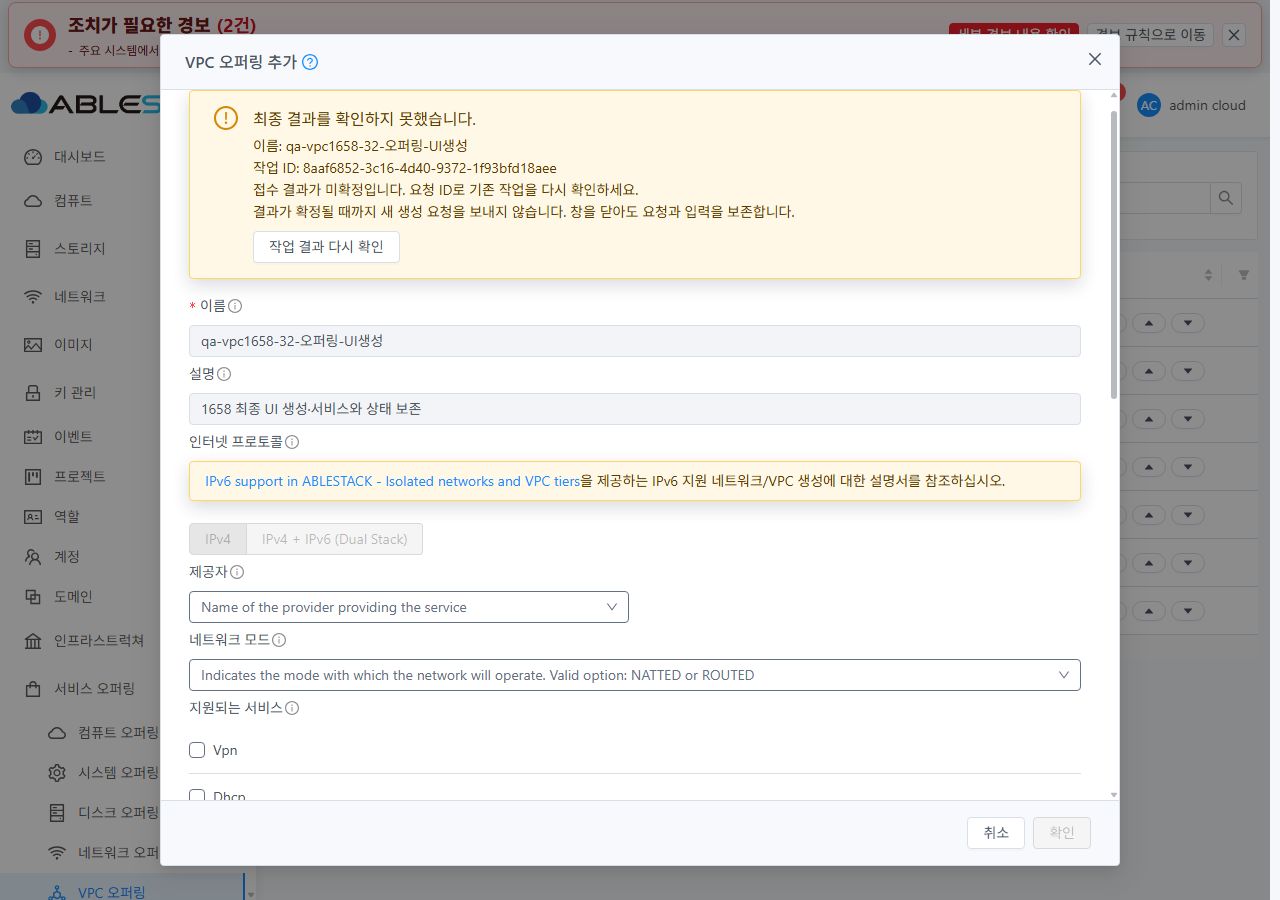 조치가 필요한 경보 (2건)
- 주요 시스템에서
세부 경보 내용 확인
경보 규칙으로 이동
ABLES
AC
admin cloud
대시보드
컴퓨트
스토리지
네트워크
이미지
키 관리
이벤트
프로젝트
역할
계정
도메인
인프라스트럭쳐
서비스 오퍼링
컴퓨트 오퍼링
시스템 오퍼링
디스크 오퍼링
네트워크 오퍼
VPC 오퍼링
VPC 오퍼링 추가
최종 결과를 확인하지 못했습니다.
이름: qa-vpc1658-32-오퍼링-UI생성
작업 ID: 8aaf6852-3c16-4d40-9372-1f93bfd18aee
접수 결과가 미확정입니다. 요청 ID로 기존 작업을 다시 확인하세요.
결과가 확정될 때까지 새 생성 요청을 보내지 않습니다. 창을 닫아도 요청과 입력을 보존합니다.
작업 결과 다시 확인
* 이름
qa-vpc1658-32-오퍼링-UI생성
설명
1658 최종 UI 생성·서비스와 상태 보존
인터넷 프로토콜
IPv6 support in ABLESTACK - Isolated networks and VPC tiers을 제공하는 IPv6 지원 네트워크/VPC 생성에 대한 설명서를 참조하십시오.
IPv4
IPv4 + IPv6 (Dual Stack)
제공자
Name of the provider providing the service
네트워크 모드
Indicates the mode with which the network will operate. Valid option: NATTED or ROUTED
지원되는 서비스
Vpn
Dhcp
취소
확인